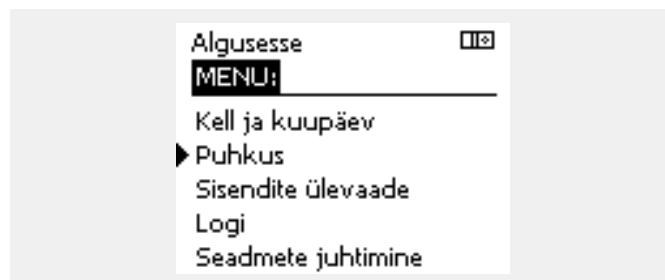 Algusesse
MENU:
Kell ja kuupäev
Puhkus
Sisendite ülevaade
Logi
Seadmete juhtimine